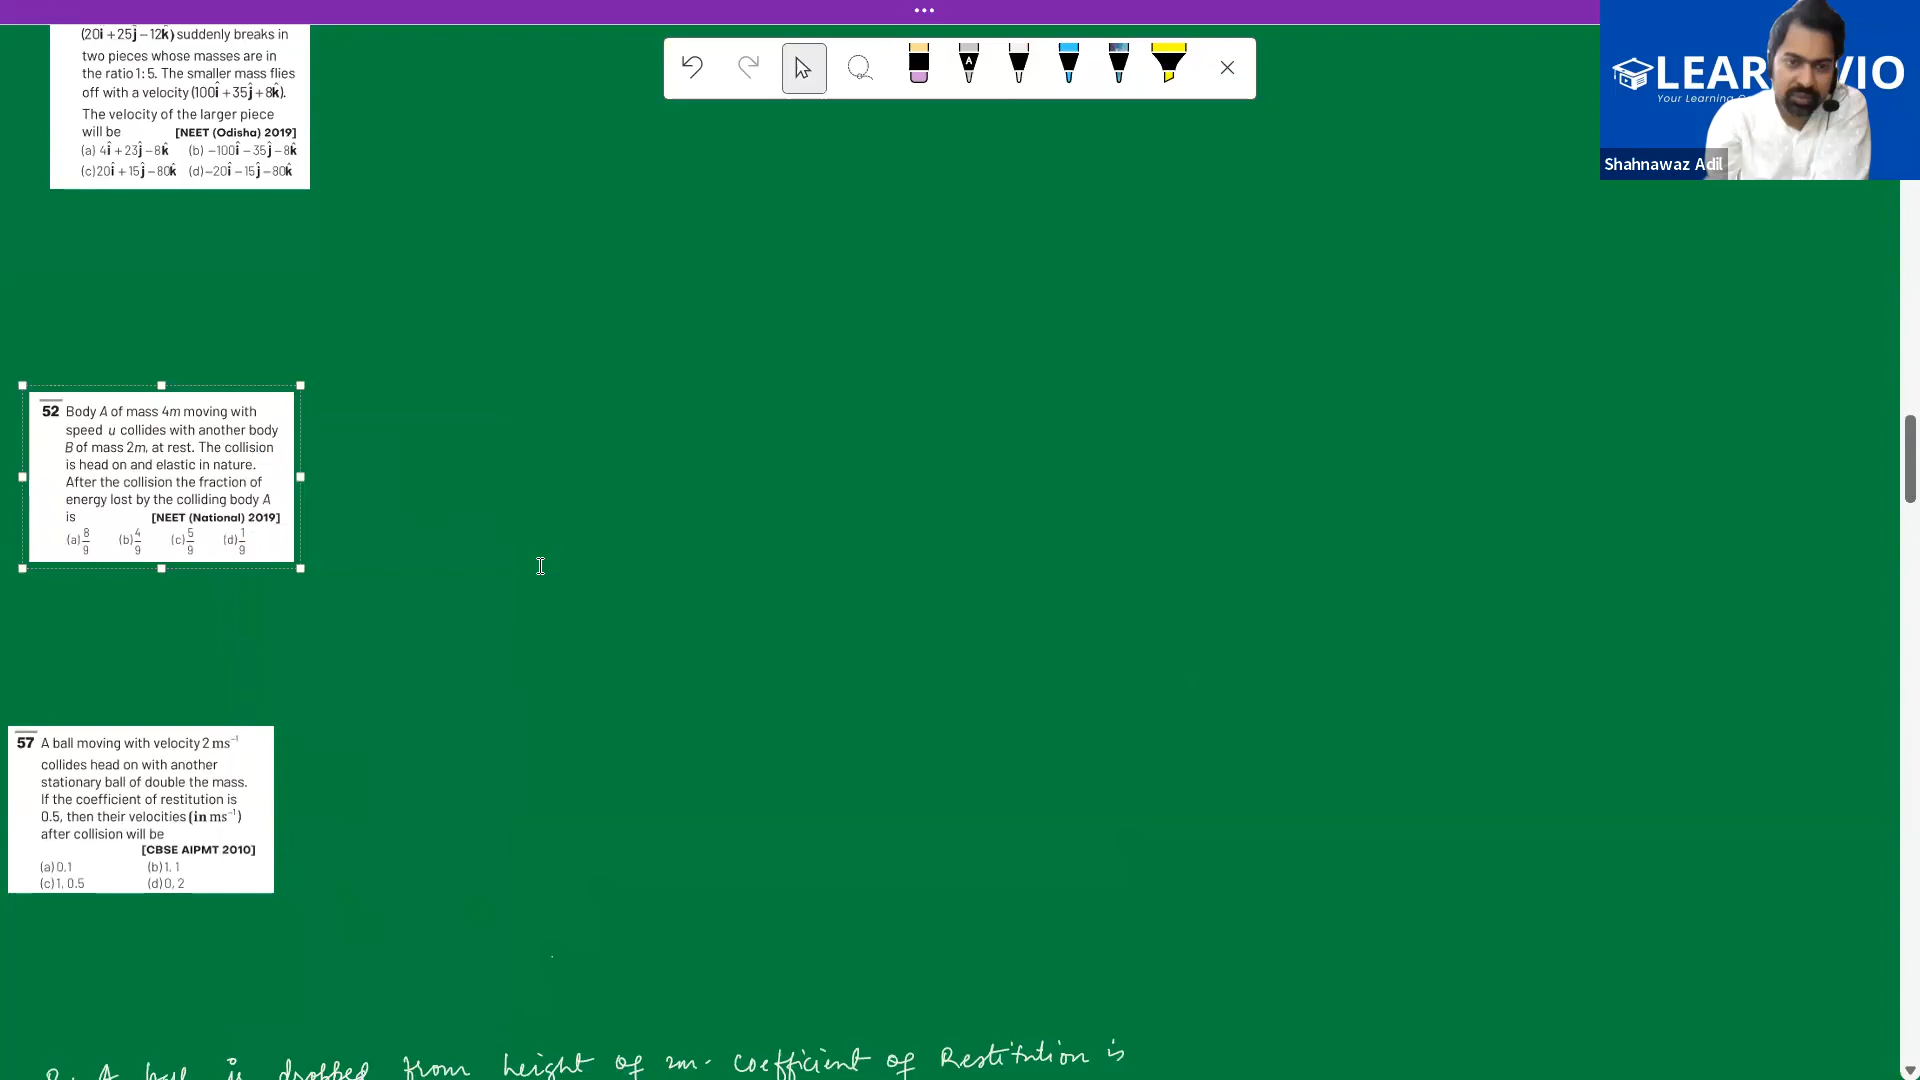 (20î + 25ĵ - 12k̂) suddenly breaks in
two pieces whose masses are in
the ratio 1 : 5. The smaller mass flies
off with a velocity (100î + 35ĵ + 8k̂).
The velocity of the larger piece
will be [NEET (Odisha) 2019]
(a) 4î + 23ĵ - 8k̂ (b) -100î - 35ĵ - 8k̂
(c) 20î + 15ĵ - 80k̂ (d) -20î - 15ĵ - 80k̂
A
Shahnawaz Adil
52 Body A of mass 4m moving with
speed u collides with another body
B of mass 2m, at rest. The collision
is head on and elastic in nature.
After the collision the fraction of
energy lost by the colliding body A
is [NEET (National) 2019]
(a) 8/9 (b) 4/9 (c) 5/9 (d) 1/9
57 A ball moving with velocity 2 ms⁻¹
collides head on with another
stationary ball of double the mass.
If the coefficient of restitution is
0.5, then their velocities (in ms⁻¹)
after collision will be
[CBSE AIPMT 2010]
(a) 0, 1 (b) 1, 1
(c) 1, 0.5 (d) 0, 2
A ball is dropped from height of 2m. Coefficient of Restitution is